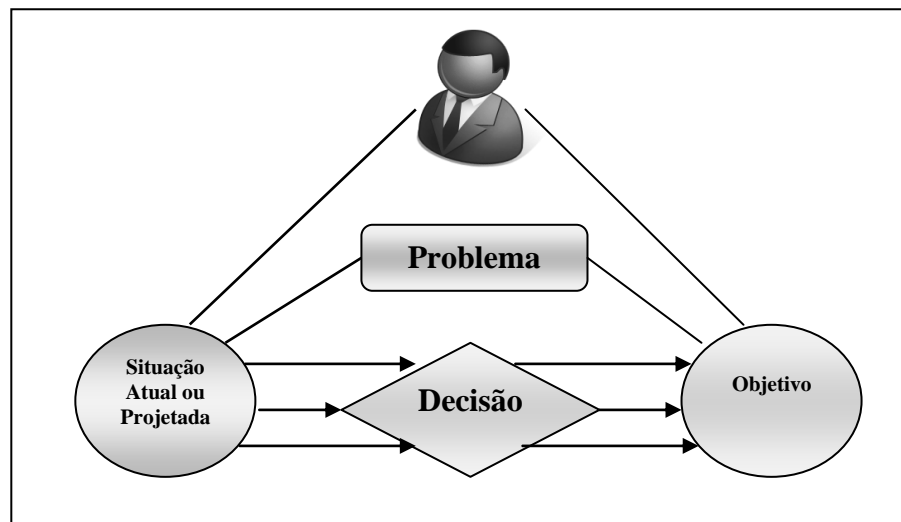 Problema
Situação
Atual ou
Projetada
Decisão
Objetivo